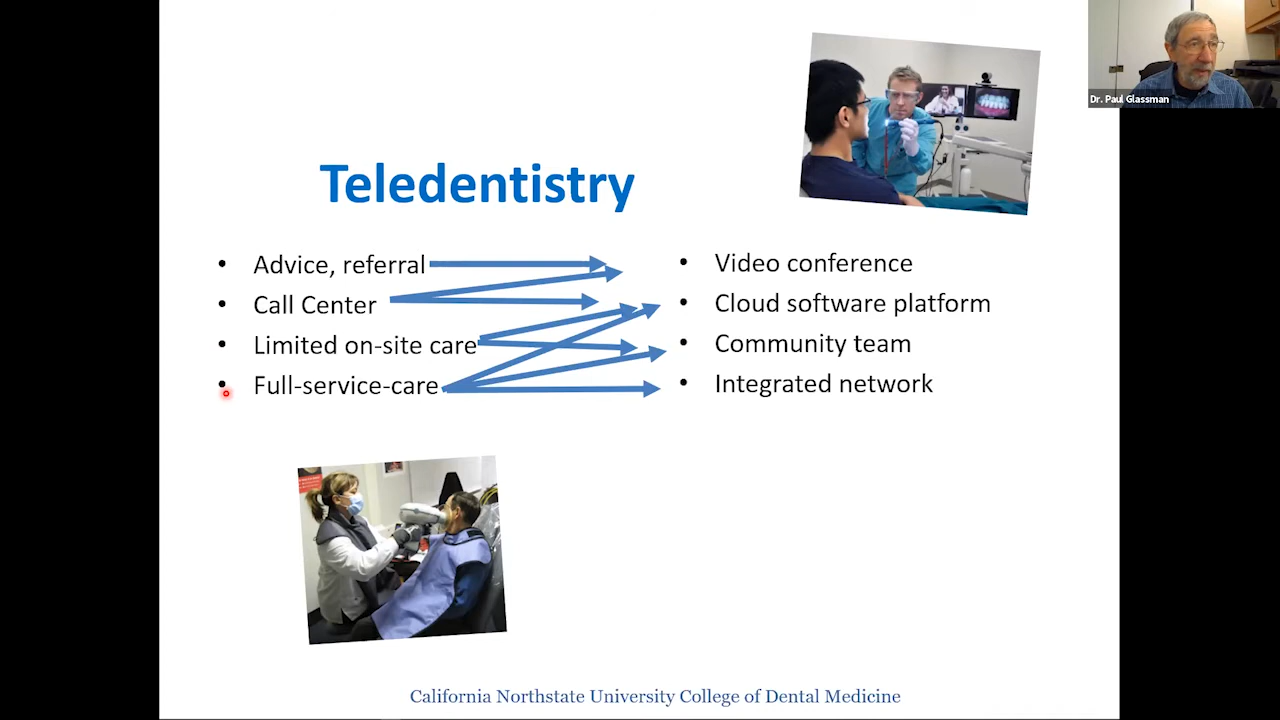 Dr. Paul Glassman
Teledentistry
• Advice, referral
• Call Center
• Limited on-site care
• Full-service-care
• Video conference
• Cloud software platform
• Community team
• Integrated network
California Northstate University College of Dental Medicine